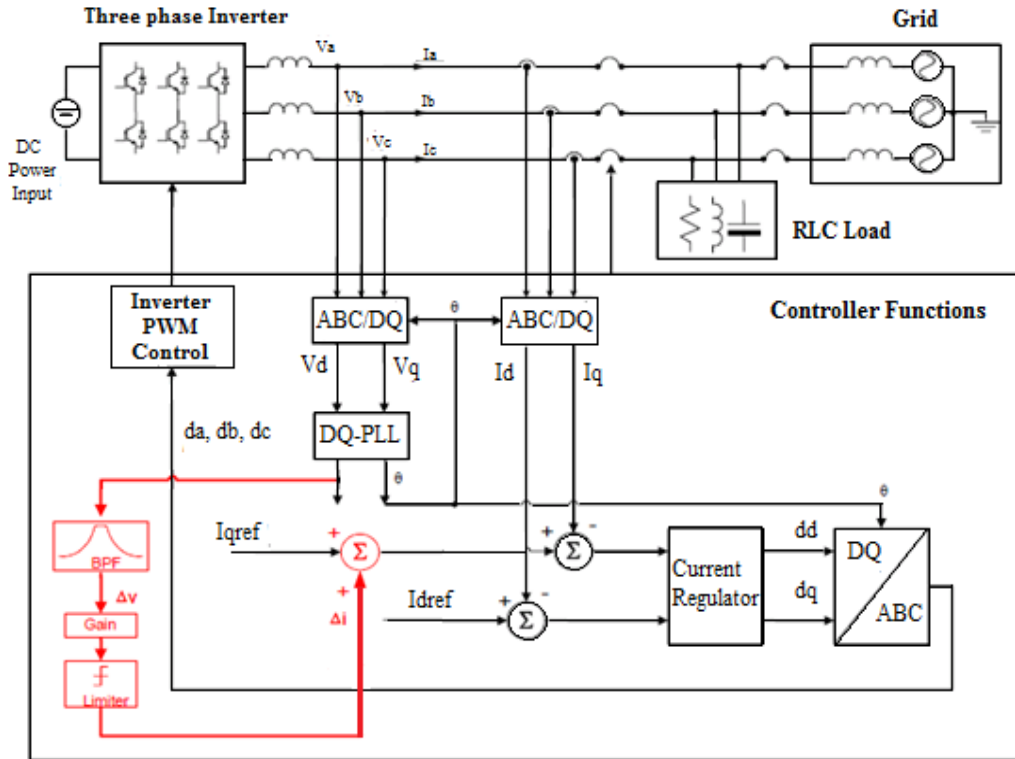 Three phase Inverter
Grid
Va
Ia
Vb
Ib
Vc
Ic
DC
Power
Input
RLC Load
Inverter
PWM
Control
ABC/DQ
θ
ABC/DQ
Controller Functions
Vd
Vq
Id
Iq
DQ-PLL
da, db, dc
θ
θ
BPF
Iqref
+
Σ
+
-
Σ
dd
DQ
Current
Regulator
Δv
+
Δi
Idref
+
-
Σ
dq
ABC
Gain
Limiter